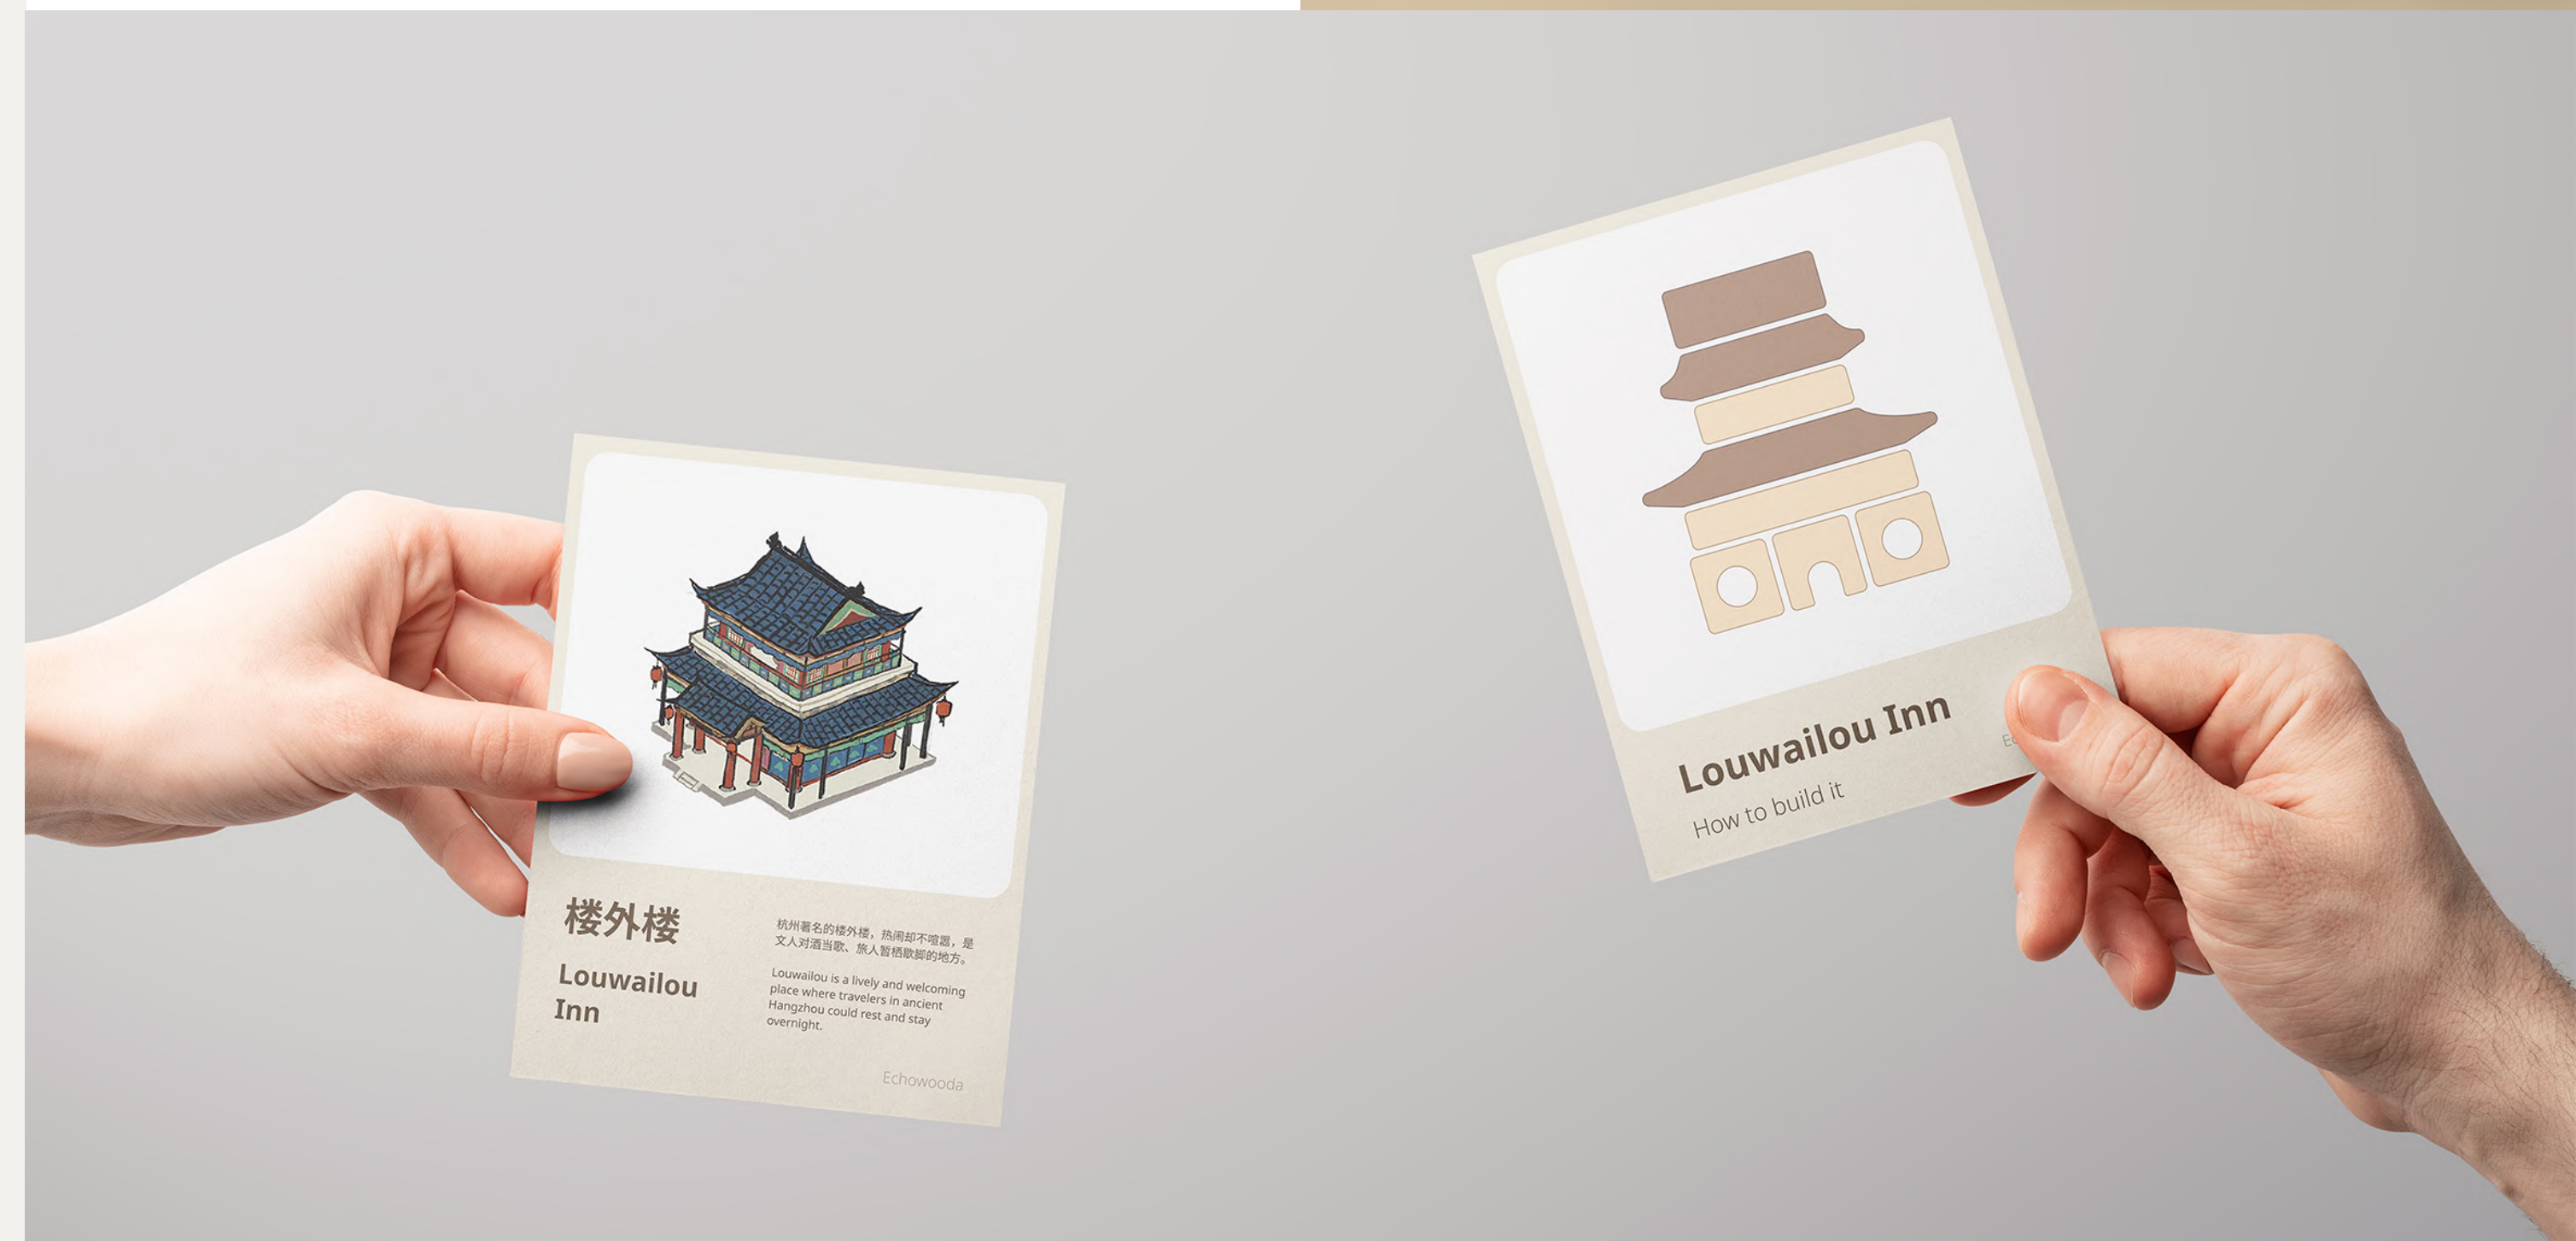 楼外楼
Louwailou
Inn
杭州著名的楼外楼，热闹却不喧嚣，是
文人对酒当歌、旅人暂栖歇脚的地方。
Louwailou is a lively and welcoming
place where travelers in ancient
Hangzhou could rest and stay
overnight.
Echowooda
Louwailou Inn
How to build it